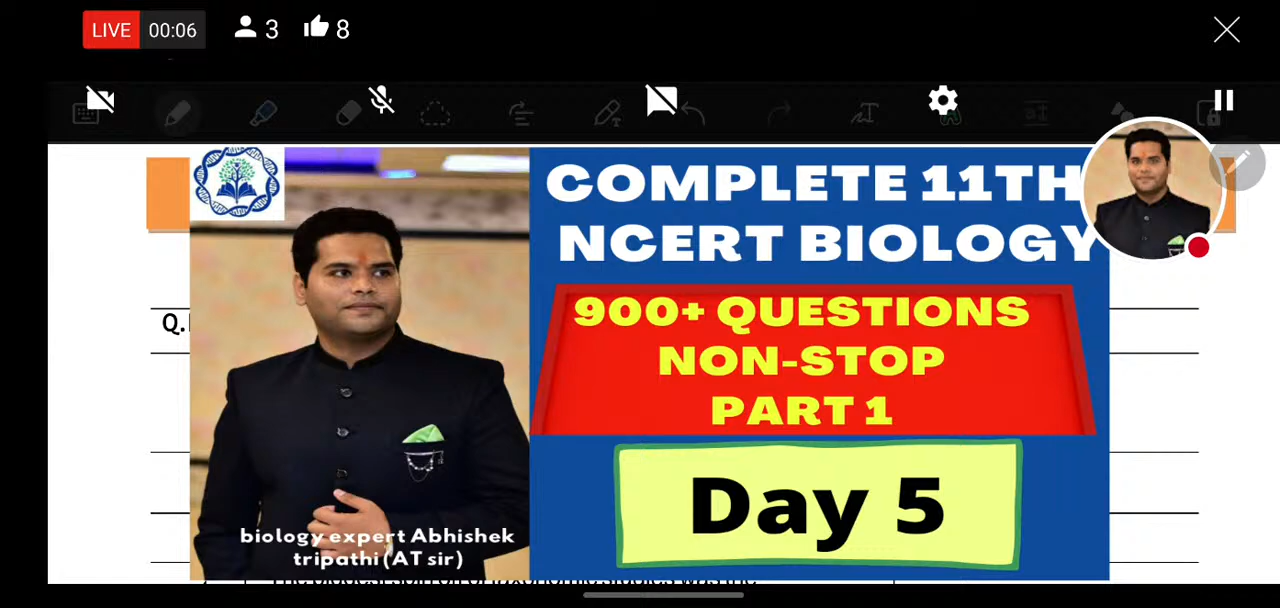 LIVE 00:06 3 8
COMPLETE 11TH
NCERT BIOLOGY
900+ QUESTIONS
NON-STOP
PART 1
Q.
Day 5
biology expert Abhishek
tripathi (AT sir)